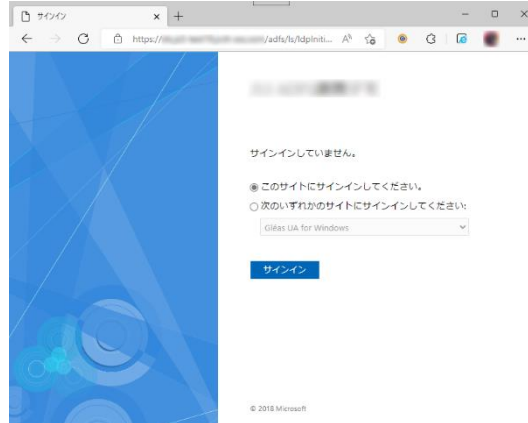 サインイン
https:// /adfs/ls/IdpIniti...
サインインしていません。
このサイトにサインインしてください。
次のいずれかのサイトにサインインしてください:
Gléas UA for Windows
サインイン
© 2018 Microsoft